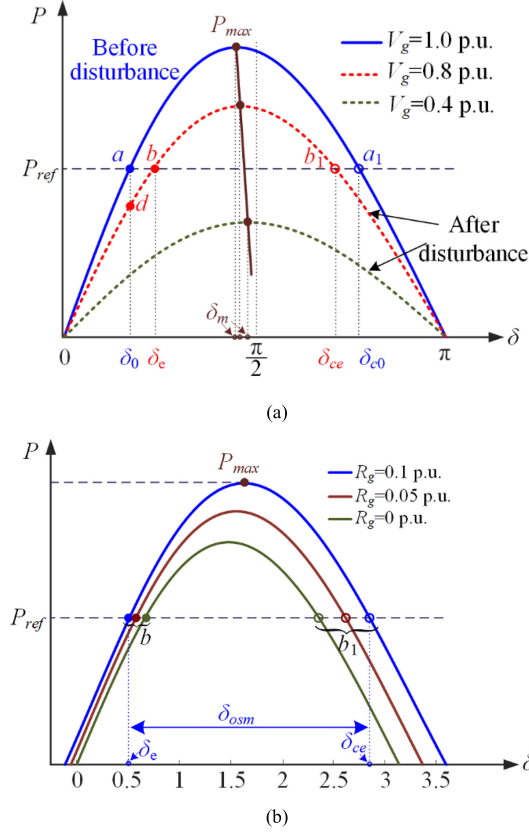 P
P_max
Before
disturbance
V_g=1.0 p.u.
V_g=0.8 p.u.
V_g=0.4 p.u.
a
b
b_1
a_1
P_ref
d
After
disturbance
δ_m
0
δ_0
δ_e
π/2
δ_ce
δ_c0
π
δ
(a)
P
P_max
R_g=0.1 p.u.
R_g=0.05 p.u.
R_g=0 p.u.
P_ref
b
b_1
δ_osm
δ_e
δ_ce
0 0.5 1 1.5 2 2.5 3 3.5
δ
(b)